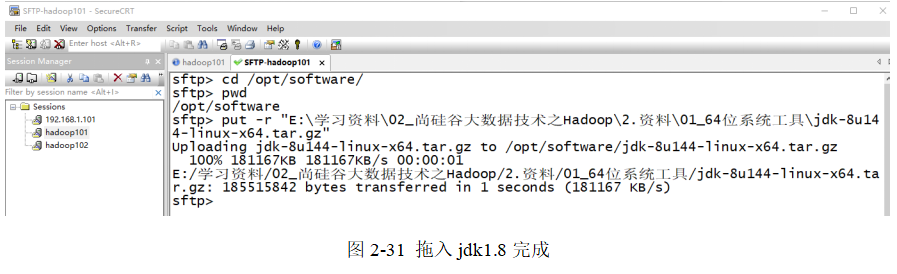 SFTP-hadoop101 - SecureCRT
File Edit View Options Transfer Script Tools Window Help
Enter host <Alt+R>
Session Manager
hadoop101
SFTP-hadoop101
Filter by session name <Alt+I>
Sessions
192.168.1.101
hadoop101
hadoop102
sftp> cd /opt/software/
sftp> pwd
/opt/software
sftp> put -r "E:\学习资料\02_尚硅谷大数据技术之Hadoop\2.资料\01_64位系统工具\jdk-8u14
4-linux-x64.tar.gz"
Uploading jdk-8u144-linux-x64.tar.gz to /opt/software/jdk-8u144-linux-x64.tar.gz
100% 181167KB 181167KB/s 00:00:01
E:/学习资料/02_尚硅谷大数据技术之Hadoop/2.资料/01_64位系统工具/jdk-8u144-linux-x64.ta
r.gz: 185515842 bytes transferred in 1 seconds (181167 KB/s)
sftp>
图 2-31 拖入 jdk1.8 完成